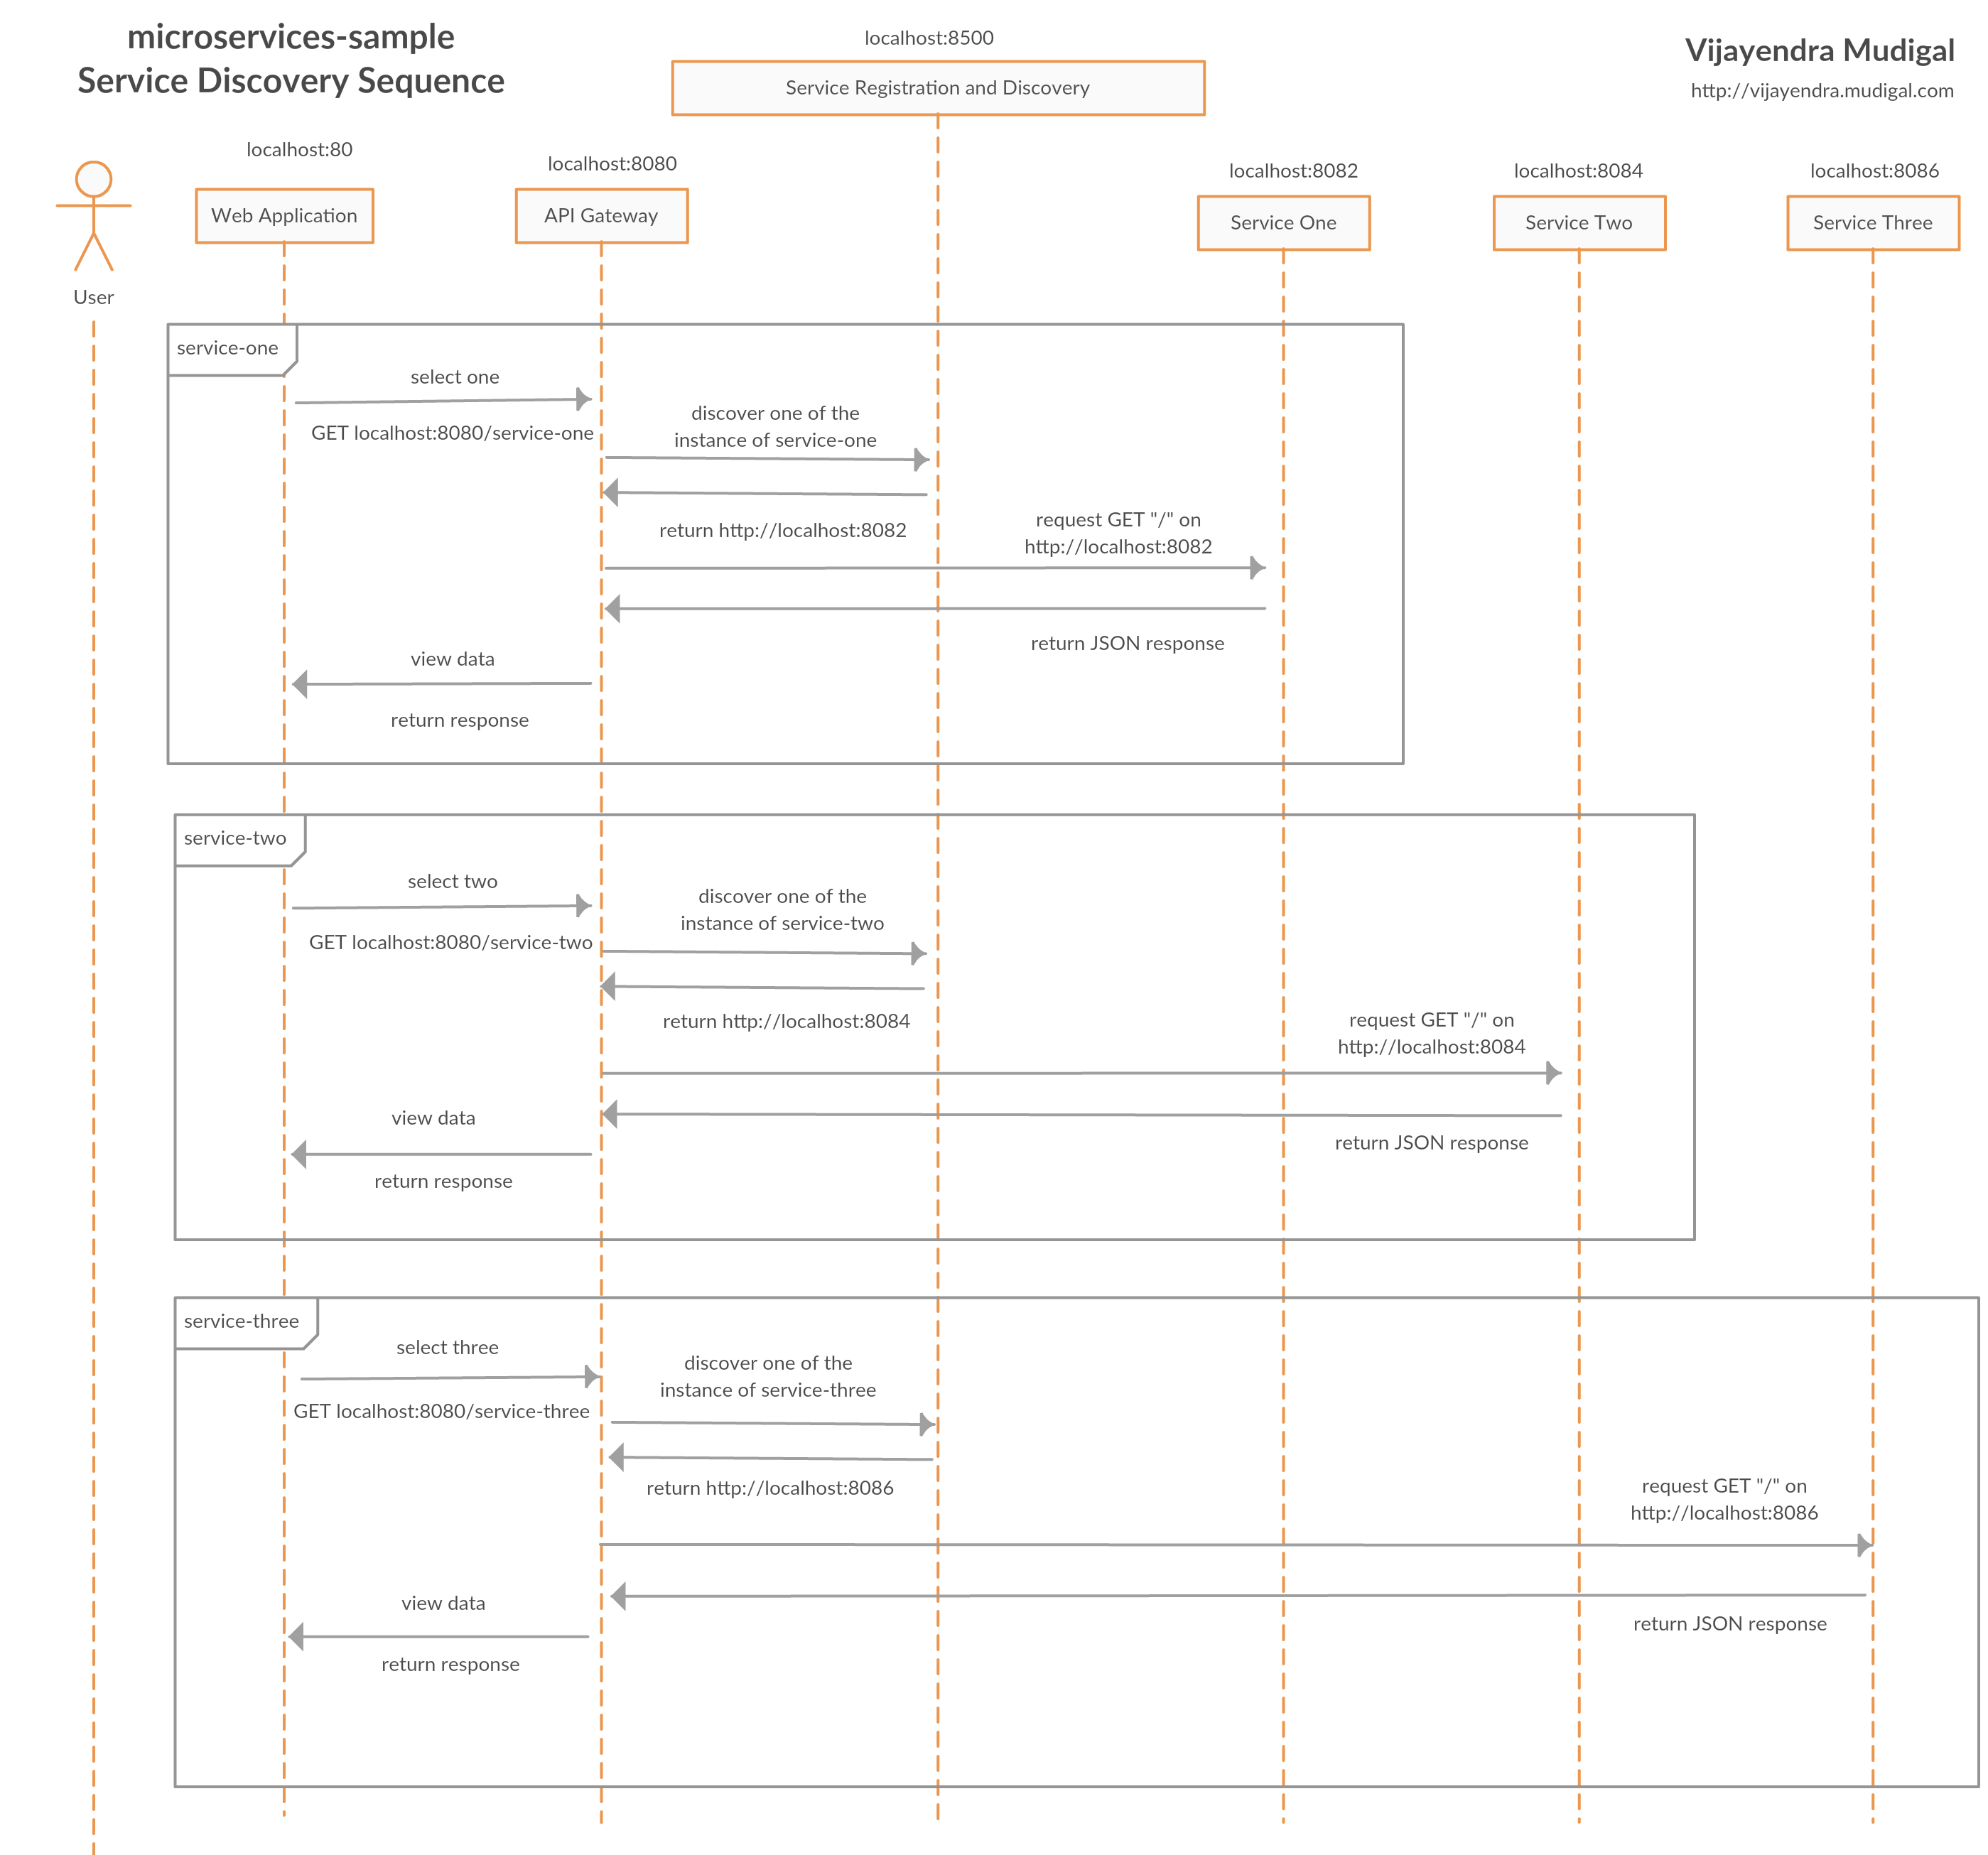 microservices-sample
Service Discovery Sequence
localhost:8500
Service Registration and Discovery
Vijayendra Mudigal
http://vijayendra.mudigal.com
localhost:80
Web Application
localhost:8080
API Gateway
localhost:8082
Service One
localhost:8084
Service Two
localhost:8086
Service Three
User
service-one
select one
GET localhost:8080/service-one
discover one of the
instance of service-one
return http://localhost:8082
request GET "/" on
http://localhost:8082
return JSON response
view data
return response
service-two
select two
GET localhost:8080/service-two
discover one of the
instance of service-two
return http://localhost:8084
request GET "/" on
http://localhost:8084
return JSON response
view data
return response
service-three
select three
GET localhost:8080/service-three
discover one of the
instance of service-three
return http://localhost:8086
request GET "/" on
http://localhost:8086
return JSON response
view data
return response